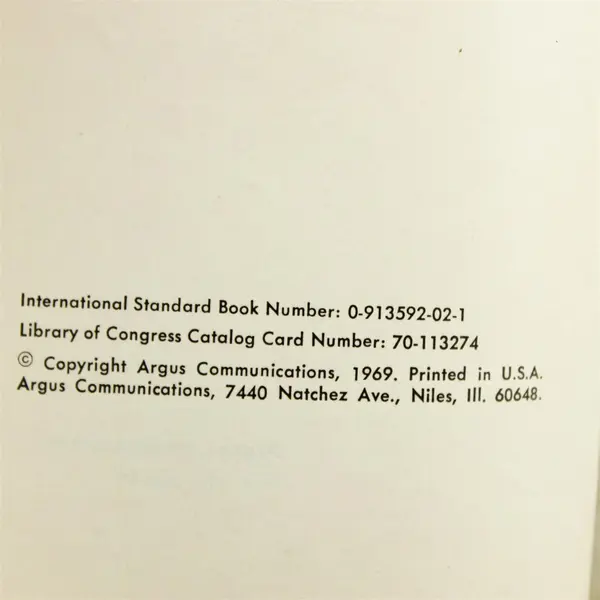 International Standard Book Number: 0-913592-02-1
Library of Congress Catalog Card Number: 70-113274
© Copyright Argus Communications, 1969. Printed in U.S.A.
Argus Communications, 7440 Natchez Ave., Niles, Ill. 60648.